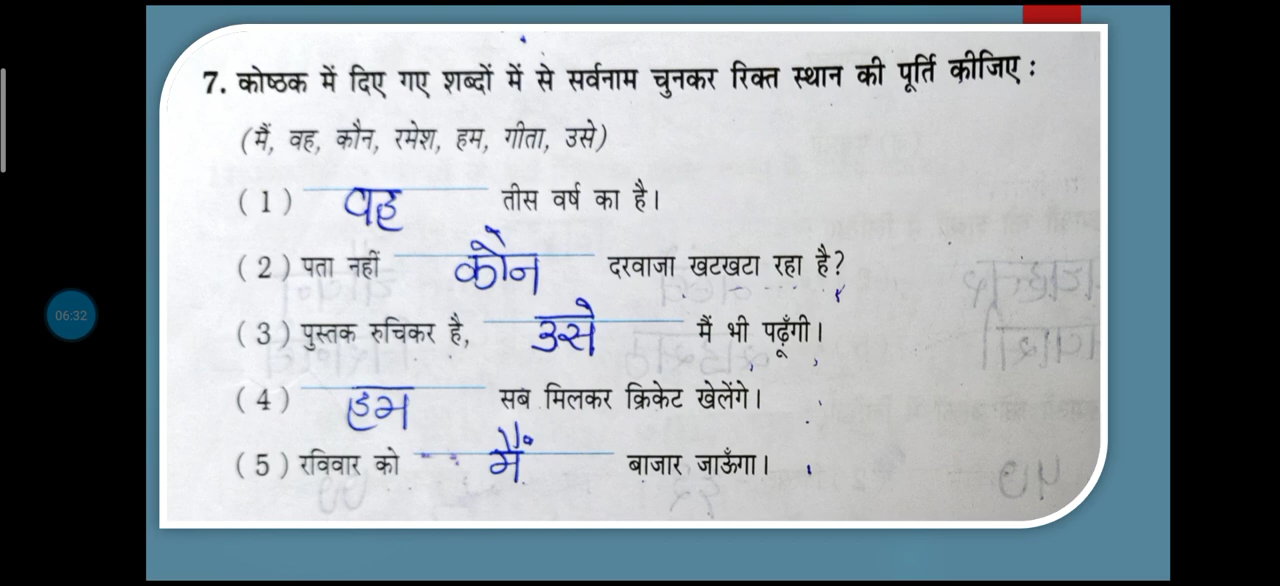 7. कोष्ठक में दिए गए शब्दों में से सर्वनाम चुनकर रिक्त स्थान की पूर्ति कीजिए :
(मैं, वह, कौन, रमेश, हम, गीता, उसे)
(1) वह तीस वर्ष का है।
(2) पता नहीं कौन दरवाजा खटखटा रहा है?
06:32
(3) पुस्तक रुचिकर है, उसे मैं भी पढूँगी।
(4) हम सब मिलकर क्रिकेट खेलेंगे।
(5) रविवार को मैं बाजार जाऊँगा।